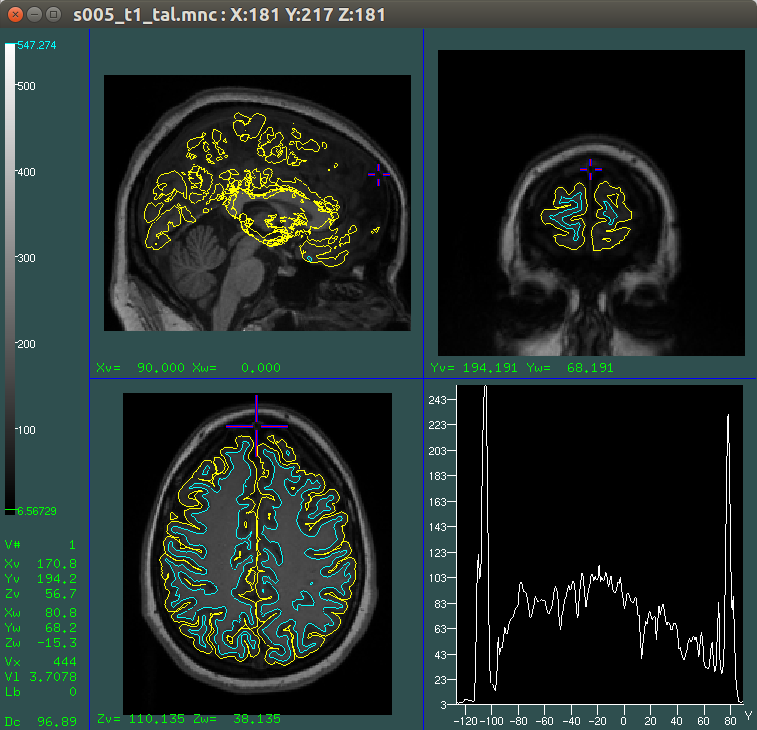 s005_t1_tal.mnc: X:181 Y:217 Z:181
547.274
500
400
300
200
100
6.56729
V# 1
Xv 170.8
Yv 194.2
Zv 56.7
Xw 80.8
Yw 68.2
Zw -15.3
Vx 444
Vl 3.7078
Lb 0
Dc 96.89
Xv= 90.000 Xw= 0.000
Yv= 194.191 Yw= 68.191
Zv= 110.135 Zw= 38.135
243
223
203
183
163
143
123
103
83
63
43
23
3
-120 -100 -80 -60 -40 -20 0 20 40 60 80 Y